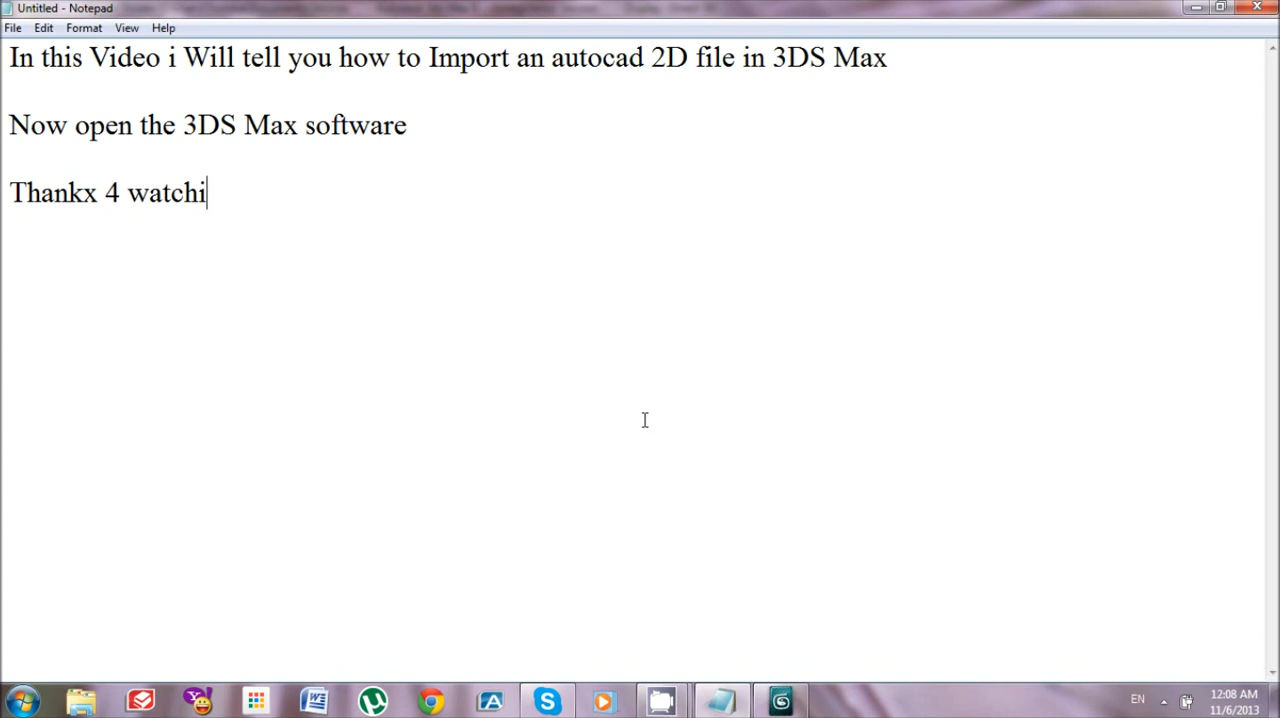 Untitled - Notepad
File Edit Format View Help
In this Video i Will tell you how to Import an autocad 2D file in 3DS Max
Now open the 3DS Max software
Thankx 4 watchi
EN
12:08 AM
11/6/2013